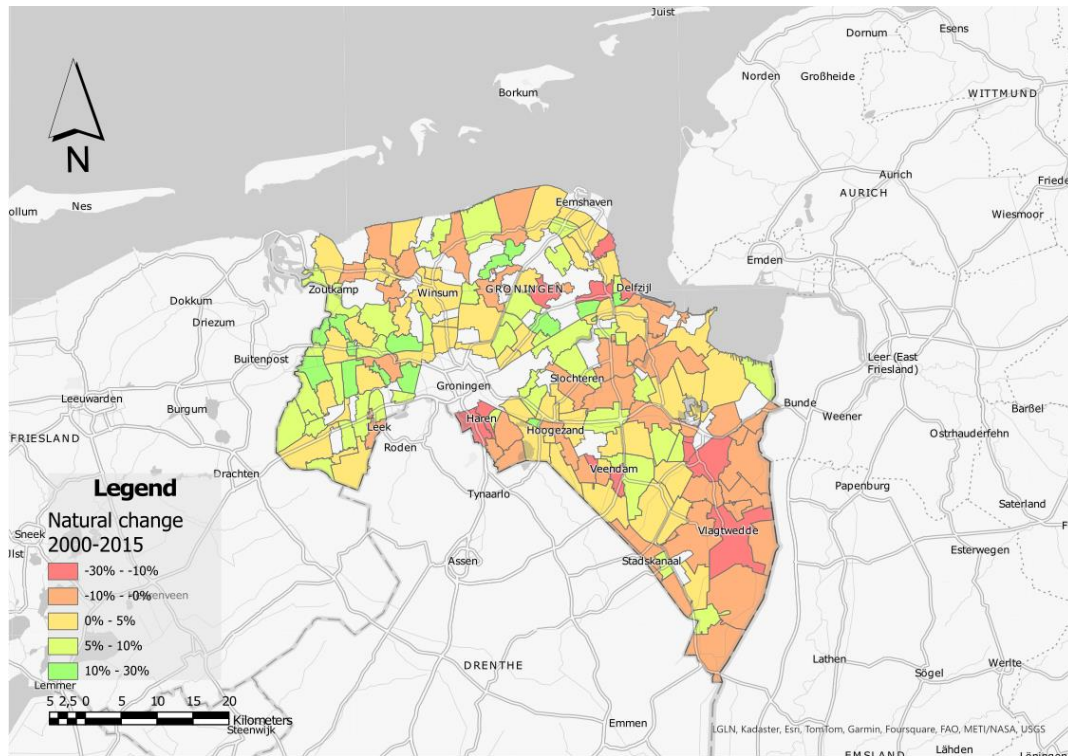 Juist
Dornum
Esens
Norden
Großheide
WITTMUND
Borkum
N
Nes
ollum
Eemshaven
Aurich
AURICH
Friede
Wiesmoor
Emden
Zoutkamp
Winsum
GRONINGEN
Delfzijl
Dokkum
Driezum
Buitenpost
Leer (East
Friesland)
Groningen
Slochteren
Leeuwarden
Burgum
Bunde
Weener
Barßel
FRIESLAND
Leek
Haren
Hoogezand
Roden
Ostrhauderfehn
Drachten
Veendam
Tynaarlo
Papenburg
Saterland
Legend
Natural change
2000-2015
Sneek
Vlagtwedde
Esterwegen
Assen
Stadskanaal
-30% - -10%
-10% - -0%
0% - 5%
5% - 10%
10% - 30%
DRENTHE
Lathen
Sögel
Werlte
Lemmer
5 2,5 0 5 10 15 20
Kilometers
Steenwijk
Emmen
LGLN, Kadaster, Esri, TomTom, Garmin, Foursquare, FAO, METI/NASA, USGS
EMSLAND
Lähden
Löningen